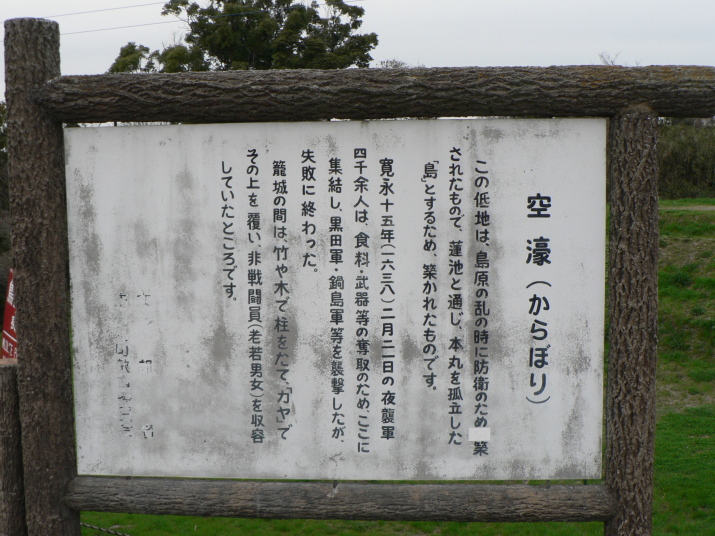 空濠(からぼり)
この低地は、島原の乱の時に防衛のため築
されたもので、蓮池と通じ、本丸を孤立した
「島」とするため、築かれたものです。
寛永十五年(一六三八)二月二一日の夜襲軍
四千余人は、食料・武器等の奪取のため、ここに
集結し、黒田軍・鍋島軍等を襲撃したが、
失敗に終わった。
籠城の間は、竹や木で柱をたて、「カヤ」で
その上を覆い、非戦闘員(老若男女)を収容
していたところです。
島